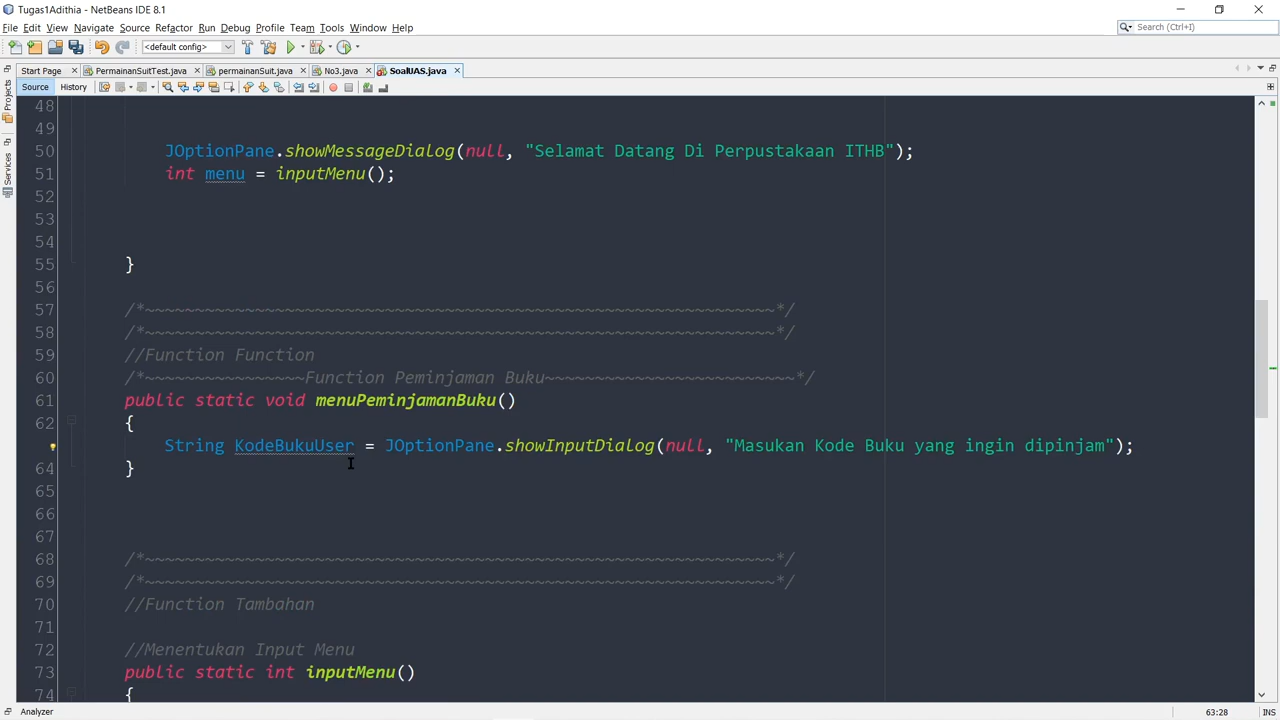 Tugas1Adithia - NetBeans IDE 8.1
File Edit View Navigate Source Refactor Run Debug Profile Team Tools Window Help
Search (Ctrl+I)
<default config>
Start Page PermainanSuitTest.java permainanSuit.java No3.java SoalUAS.java
Source History
Projects
Services
48
49
50 JOptionPane.showMessageDialog(null, "Selamat Datang Di Perpustakaan ITHB");
51 int menu = inputMenu();
52
53
54
55 }
56
57 /*~~~~~~~~~~~~~~~~~~~~~~~~~~~~~~~~~~~~~~~~~~~~~~~~~~~~~~~~~~~~~~~*/
58 /*~~~~~~~~~~~~~~~~~~~~~~~~~~~~~~~~~~~~~~~~~~~~~~~~~~~~~~~~~~~~~~~*/
59 //Function Function
60 /*~~~~~~~~~~~~~~~~Function Peminjaman Buku~~~~~~~~~~~~~~~~~~~~~~~~~*/
61 public static void menuPeminjamanBuku()
62 {
String KodeBukuUser = JOptionPane.showInputDialog(null, "Masukan Kode Buku yang ingin dipinjam");
64 }
65
66
67
68 /*~~~~~~~~~~~~~~~~~~~~~~~~~~~~~~~~~~~~~~~~~~~~~~~~~~~~~~~~~~~~~~~*/
69 /*~~~~~~~~~~~~~~~~~~~~~~~~~~~~~~~~~~~~~~~~~~~~~~~~~~~~~~~~~~~~~~~*/
70 //Function Tambahan
71
72 //Menentukan Input Menu
73 public static int inputMenu()
74 {
Analyzer 63:28 INS